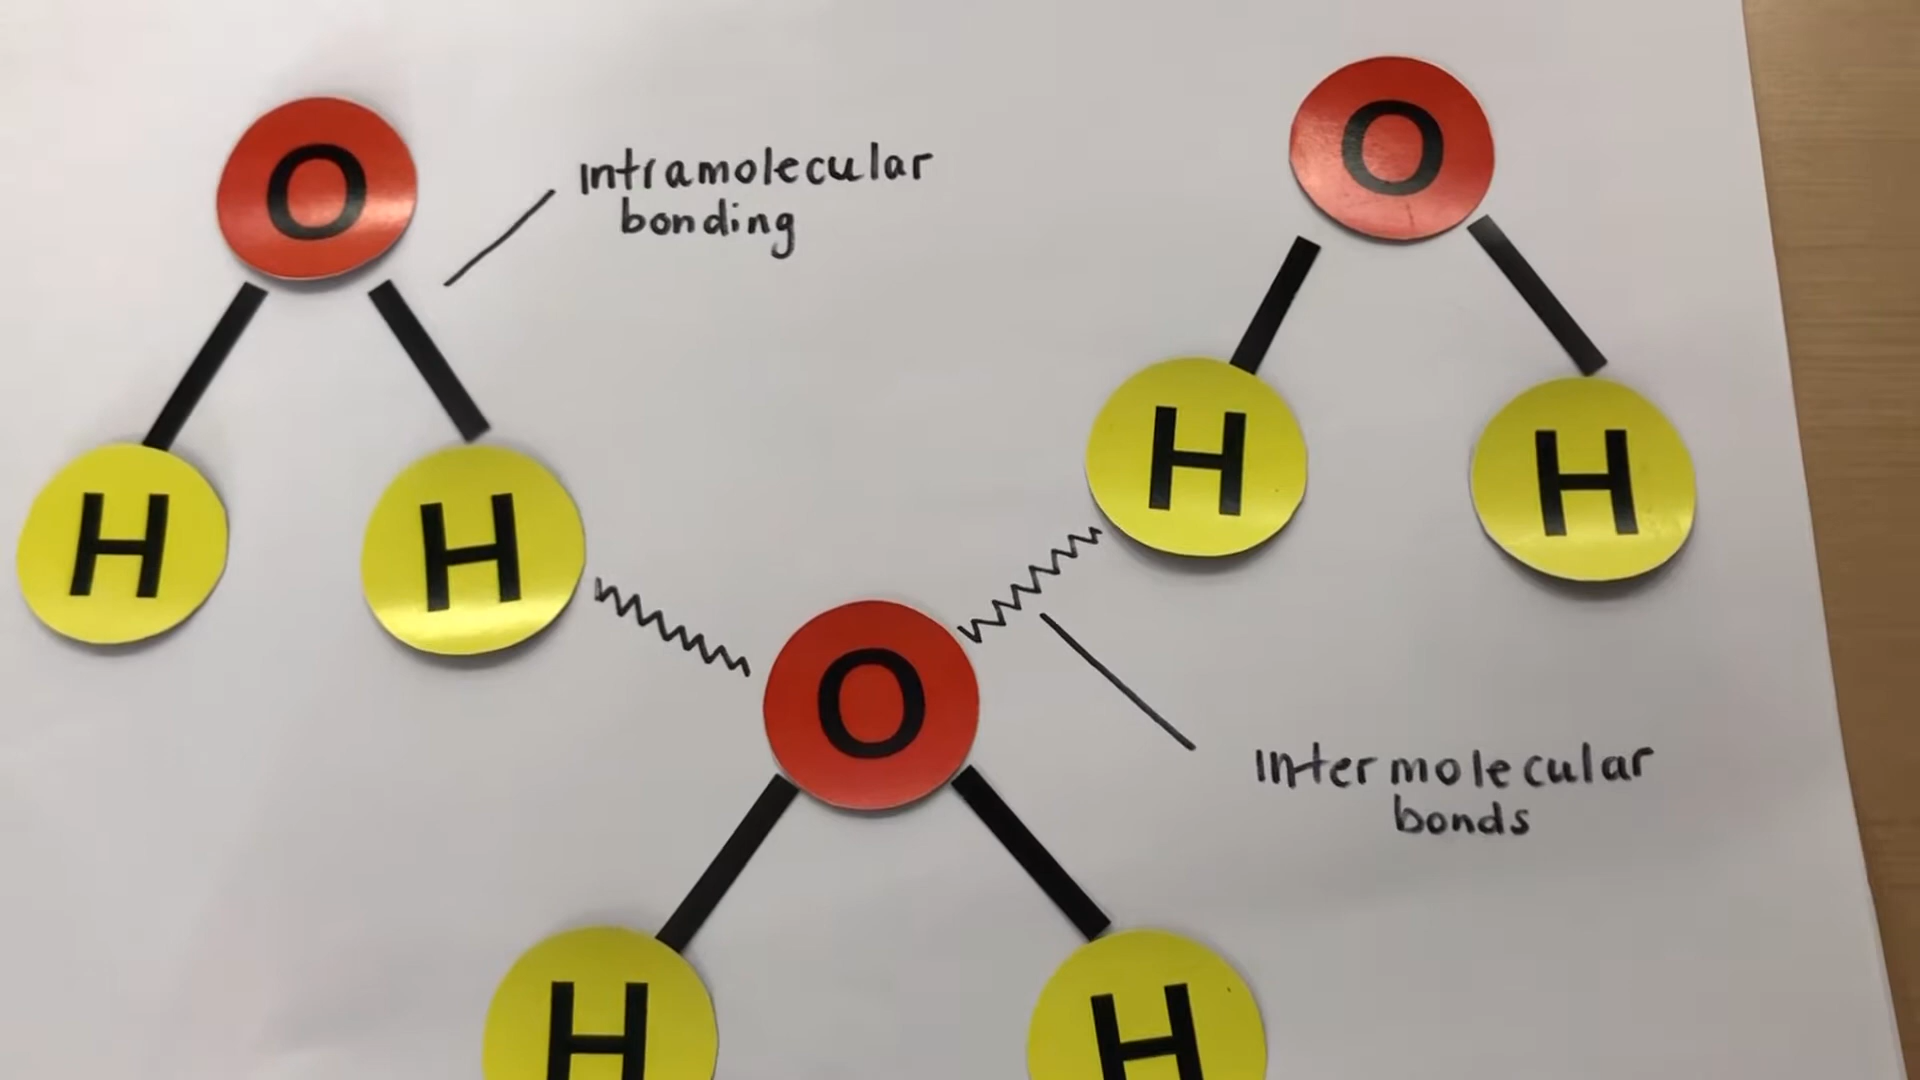 O
Intramolecular
bonding
O
H
H
H
H
O
Intermolecular
bonds
H
H